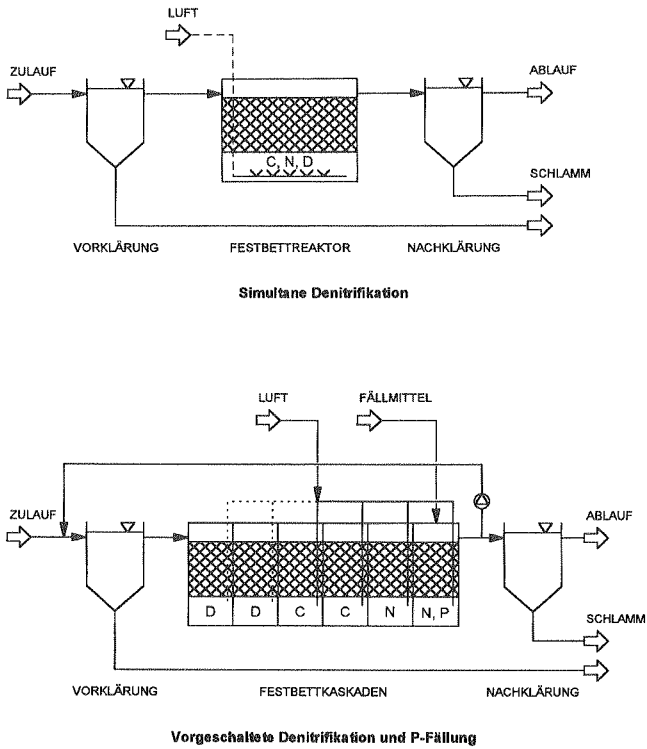 LUFT
ZULAUF
ABLAUF
C, N, D
SCHLAMM
VORKLÄRUNG FESTBETTREAKTOR NACHKLÄRUNG
Simultane Denitrifikation
LUFT FÄLLMITTEL
ZULAUF
ABLAUF
D D C C N N, P
SCHLAMM
VORKLÄRUNG FESTBETTKASKADEN NACHKLÄRUNG
Vorgeschaltete Denitrifikation und P-Fällung